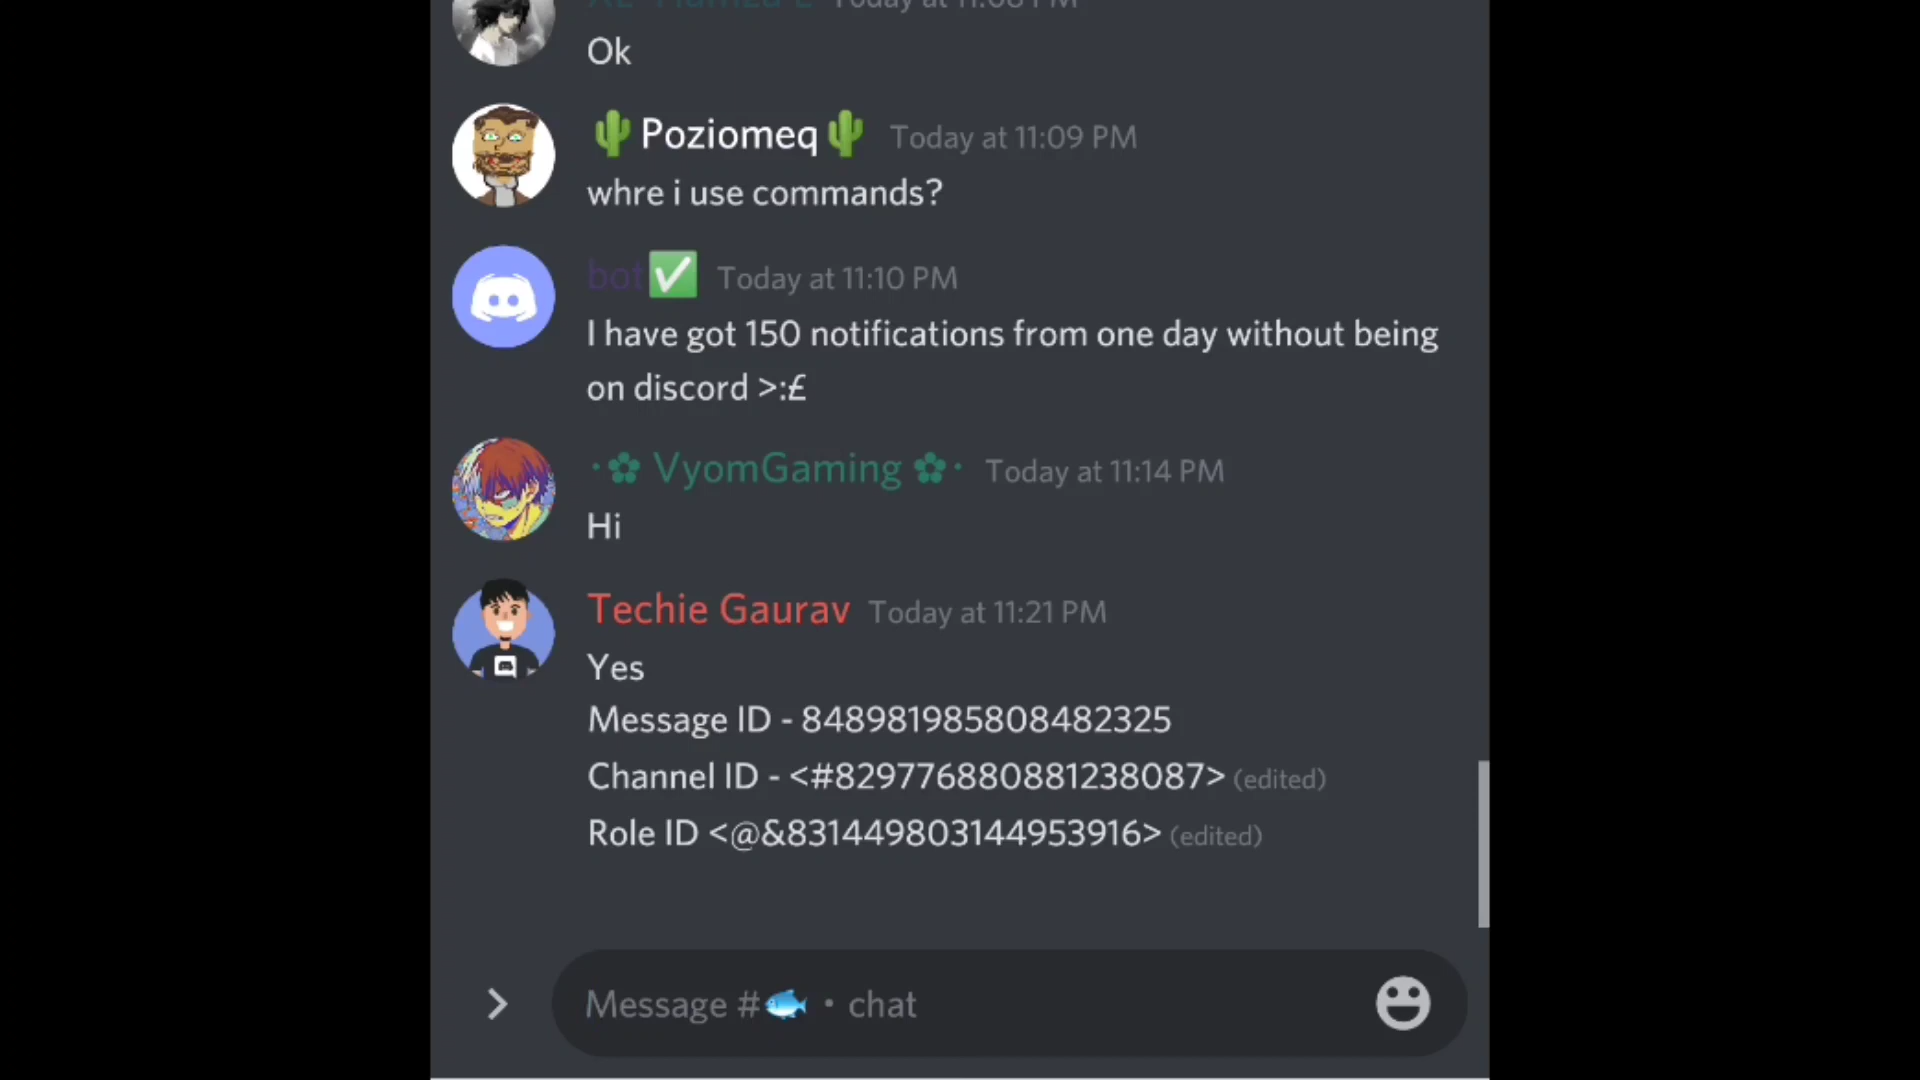 Ok
🌵Poziomeq🌵 Today at 11:09 PM
whre i use commands?
bot✅ Today at 11:10 PM
I have got 150 notifications from one day without being
on discord >:£
·✿ VyomGaming ✿· Today at 11:14 PM
Hi
Techie Gaurav Today at 11:21 PM
Yes
Message ID - 848981985808482325
Channel ID - <#829776880881238087> (edited)
Role ID <@&831449803144953916> (edited)
Message #🐟 • chat